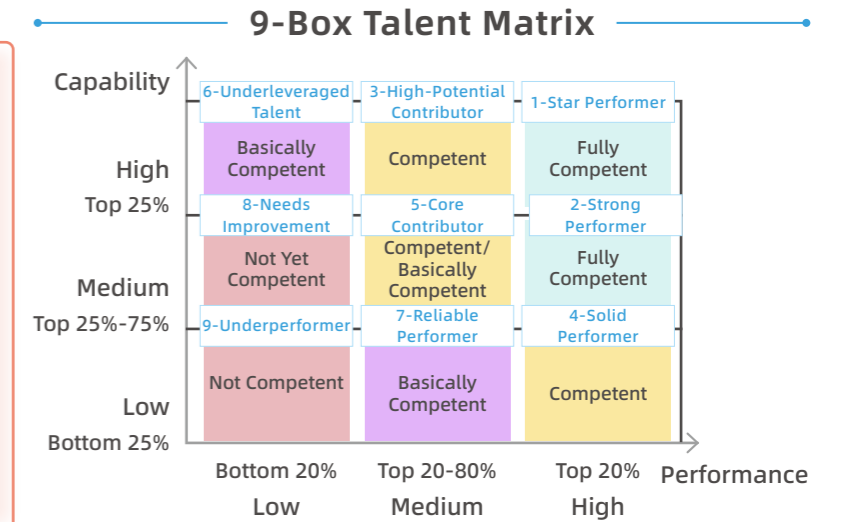 9-Box Talent Matrix
Capability
6-Underleveraged
Talent
3-High-Potential
Contributor
1-Star Performer
Basically
Competent
Competent
Fully
Competent
High
Top 25%
8-Needs
Improvement
5-Core
Contributor
2-Strong
Performer
Not Yet
Competent
Competent/
Basically
Competent
Fully
Competent
Medium
Top 25%-75%
9-Underperformer
7-Reliable
Performer
4-Solid
Performer
Not Competent
Basically
Competent
Competent
Low
Bottom 25%
Bottom 20%
Top 20-80%
Top 20%
Performance
Low
Medium
High